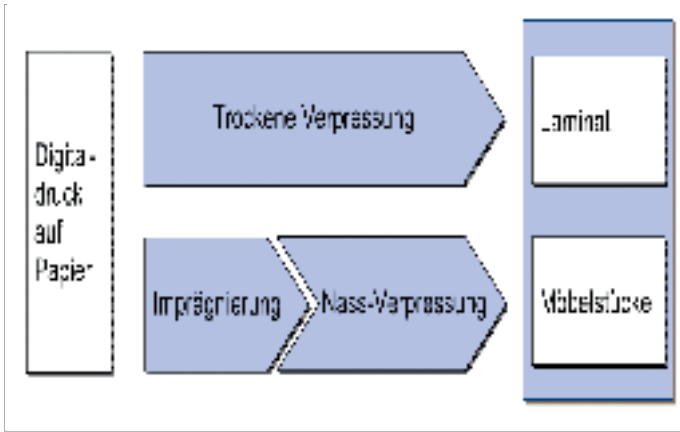 Digital-
druck
auf
Papier
Trockene Verpressung
Laminat
Imprägnierung
Nass-Verpressung
Möbelstücke